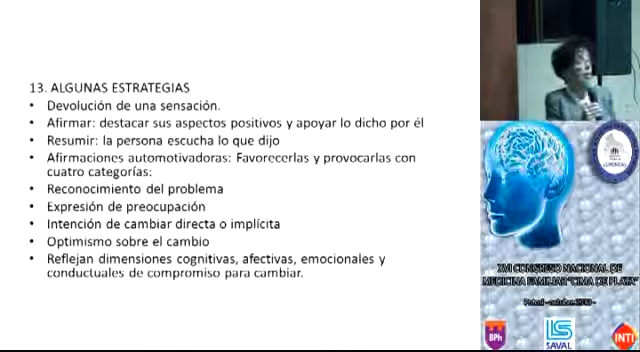 13. ALGUNAS ESTRATEGIAS
• Devolución de una sensación.
• Afirmar: destacar sus aspectos positivos y apoyar lo dicho por él
• Resumir: la persona escucha lo que dijo
• Afirmaciones automotivadoras: Favorecerlas y provocarlas con
cuatro categorías:
• Reconocimiento del problema
• Expresión de preocupación
• Intención de cambiar directa o implícita
• Optimismo sobre el cambio
• Reflejan dimensiones cognitivas, afectivas, emocionales y
conductuales de compromiso para cambiar.
XVI CONGRESO NACIONAL DE
MEDICINA FAMILIAR "CIMA DE PLATA"
BPh
SAVAL
INTI